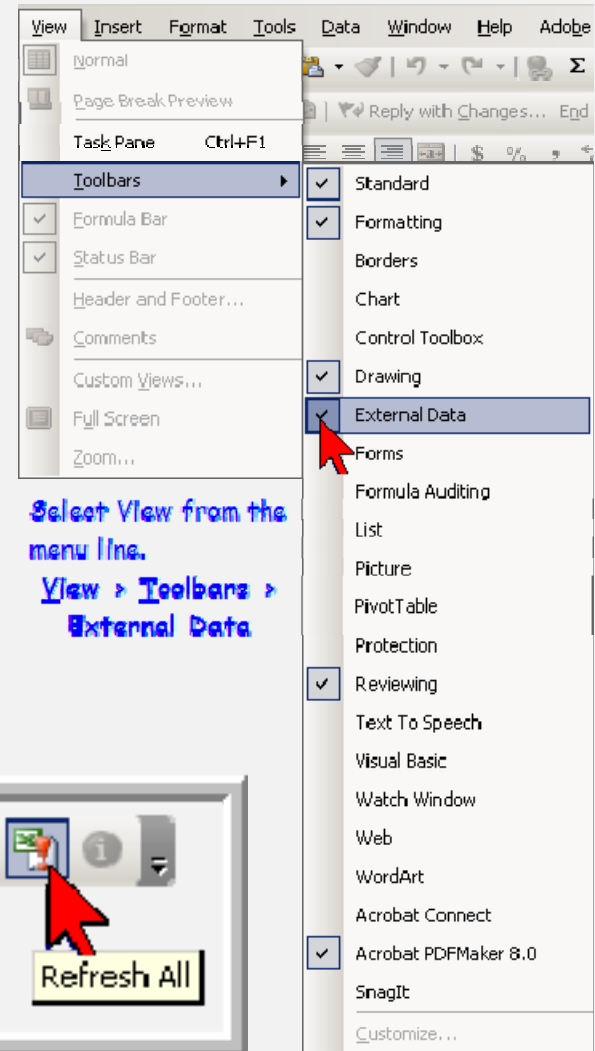 View Insert Format Tools Data Window Help Adobe
Normal
Page Break Preview
Reply with Changes... End
Task Pane Ctrl+F1
$ % ,
Toolbars
Formula Bar
Status Bar
Header and Footer...
Comments
Custom Views...
Full Screen
Zoom...
Standard
Formatting
Borders
Chart
Control Toolbox
Drawing
External Data
Forms
Formula Auditing
List
Picture
PivotTable
Protection
Reviewing
Text To Speech
Visual Basic
Watch Window
Web
WordArt
Acrobat Connect
Acrobat PDFMaker 8.0
SnagIt
Customize...
Select View from the
menu line.
View > Toolbars >
External Data
Refresh All